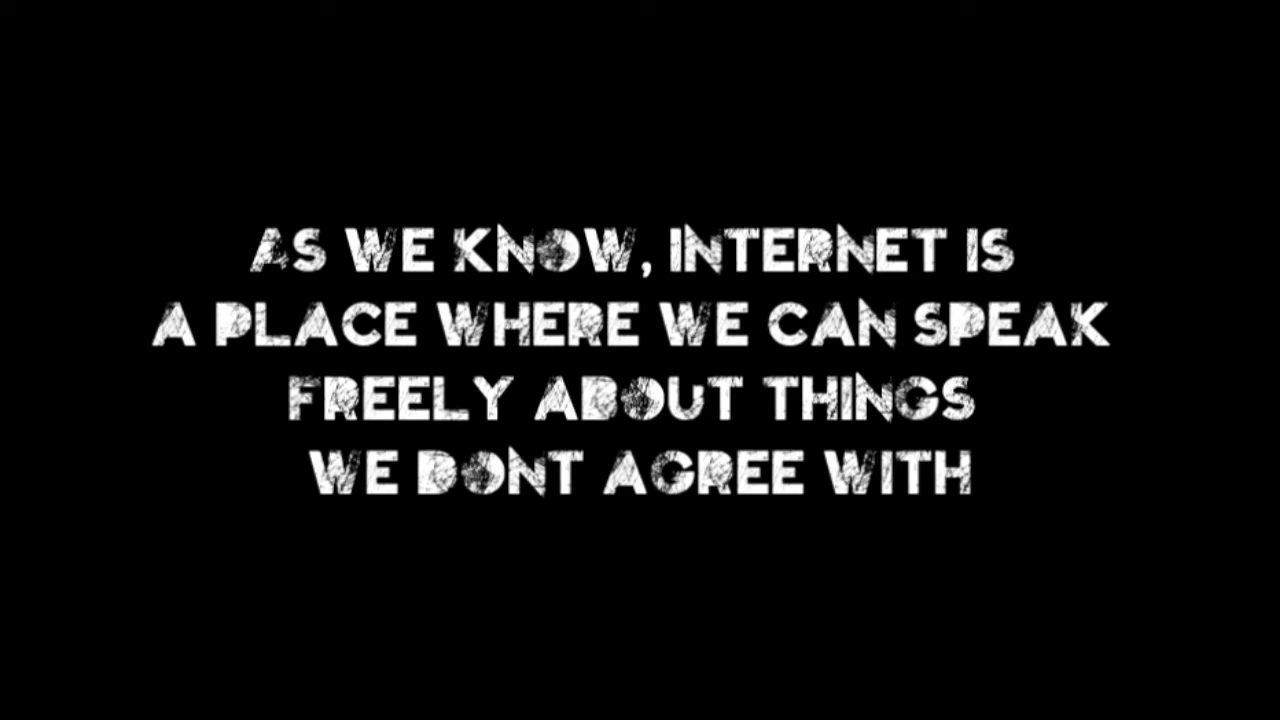 AS WE KNOW, INTERNET IS
A PLACE WHERE WE CAN SPEAK
FREELY ABOUT THINGS
WE DONT AGREE WITH